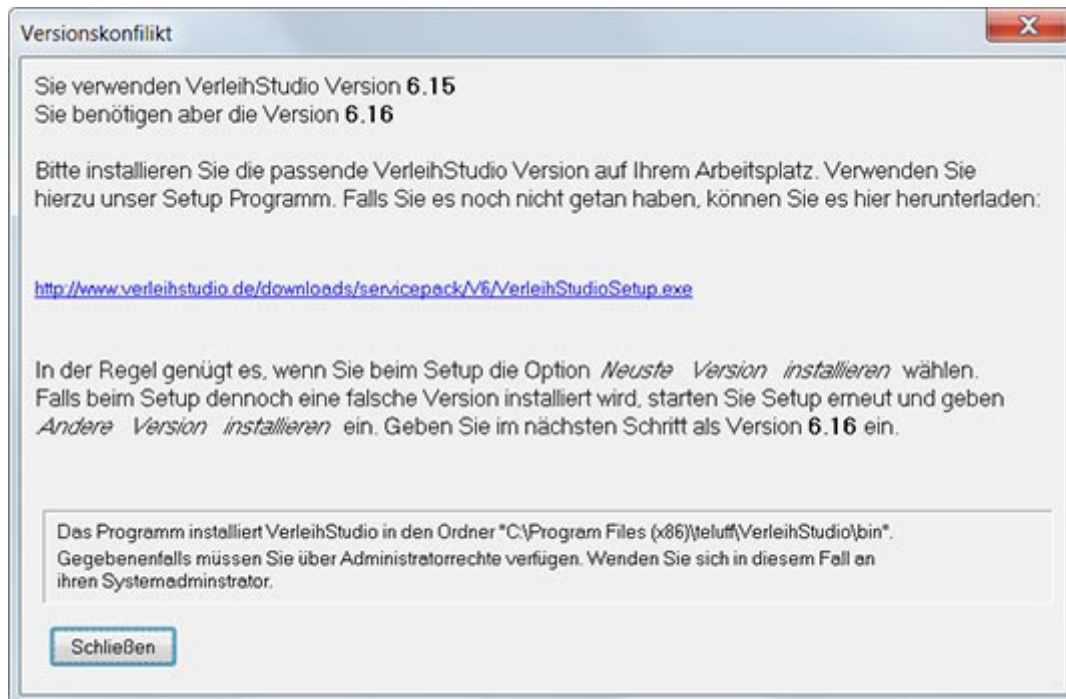 Versionskonfilikt
Sie verwenden VerleihStudio Version 6.15
Sie benötigen aber die Version 6.16
Bitte installieren Sie die passende VerleihStudio Version auf Ihrem Arbeitsplatz. Verwenden Sie
hierzu unser Setup Programm. Falls Sie es noch nicht getan haben, können Sie es hier herunterladen:
http://www.verleihstudio.de/downloads/servicepack/V6/VerleihStudioSetup.exe
In der Regel genügt es, wenn Sie beim Setup die Option Neuste Version installieren wählen.
Falls beim Setup dennoch eine falsche Version installiert wird, starten Sie Setup erneut und geben
Andere Version installieren ein. Geben Sie im nächsten Schritt als Version 6.16 ein.
Das Programm installiert VerleihStudio in den Ordner "C:\Program Files (x86)\teluff\VerleihStudio\bin".
Gegebenenfalls müssen Sie über Administratorrechte verfügen. Wenden Sie sich in diesem Fall an
ihren Systemadminstrator.
Schließen